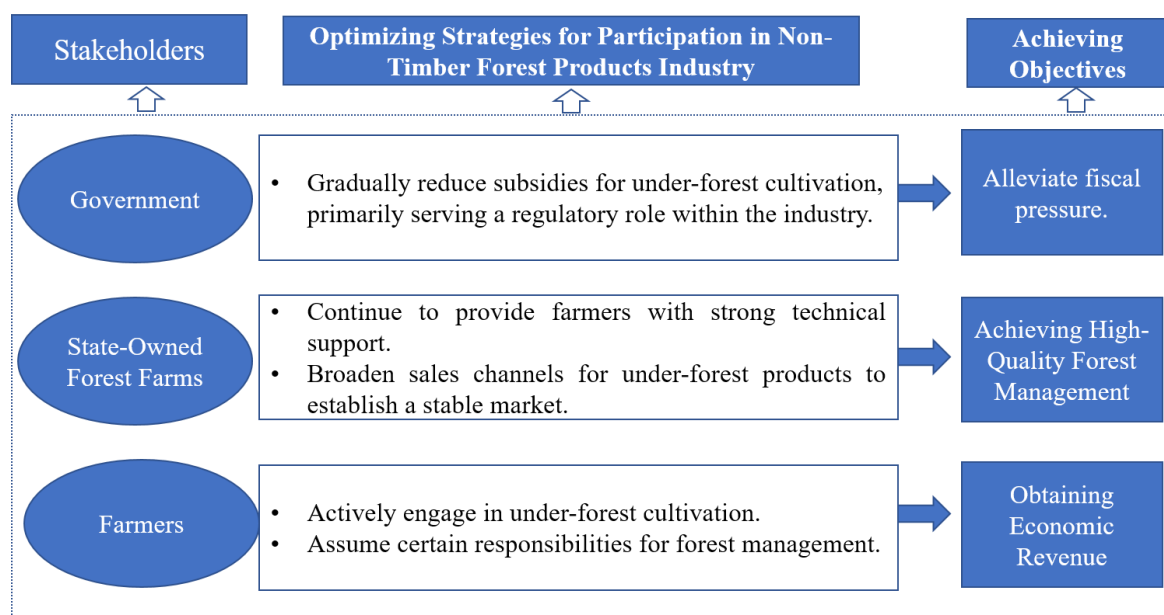 Stakeholders
Optimizing Strategies for Participation in Non-
Timber Forest Products Industry
Achieving
Objectives
Government
• Gradually reduce subsidies for under-forest cultivation,
primarily serving a regulatory role within the industry.
Alleviate fiscal
pressure.
State-Owned
Forest Farms
• Continue to provide farmers with strong technical
support.
• Broaden sales channels for under-forest products to
establish a stable market.
Achieving High-
Quality Forest
Management
Farmers
• Actively engage in under-forest cultivation.
• Assume certain responsibilities for forest management.
Obtaining
Economic
Revenue